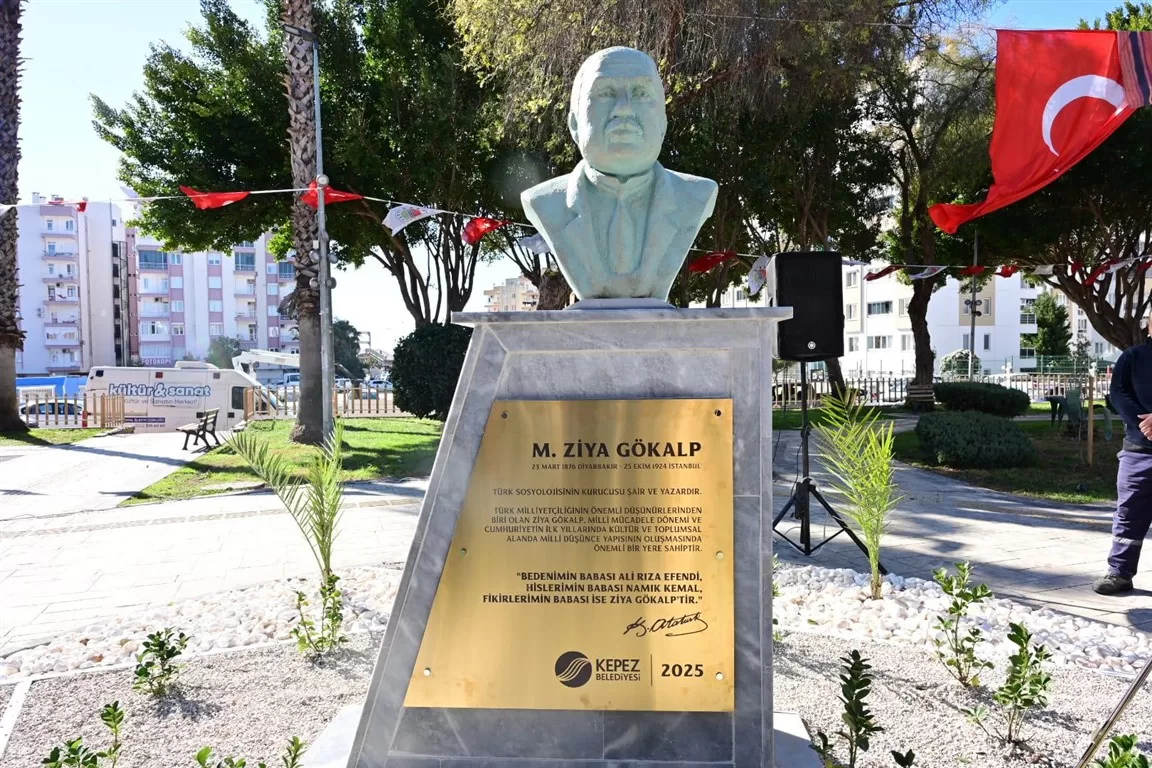 M. ZİYA GÖKALP
23 MART 1876 DİYARBAKIR - 25 EKİM 1924 İSTANBUL
TÜRK SOSYOLOJİSİNİN KURUCUSU ŞAİR VE YAZARDIR.
TÜRK MİLLİYETÇİLİĞİNİN ÖNEMLİ DÜŞÜNÜRLERİNDEN
BİRİ OLAN ZİYA GÖKALP, MİLLİ MÜCADELE DÖNEMİ VE
CUMHURİYETİN İLK YILLARINDA KÜLTÜR VE TOPLUMSAL
ALANDA MİLLİ DÜŞÜNCE YAPISININ OLUŞMASINDA
ÖNEMLİ BİR YERE SAHİPTİR.
"BEDENİMİN BABASI ALİ RIZA EFENDİ,
HİSLERİMİN BABASI NAMIK KEMAL,
FİKİRLERİMİN BABASI İSE ZİYA GÖKALP'TİR."
K. Atatürk
KEPEZ
BELEDİYESİ
2025
kültür&sanat
FOTOKOPİ